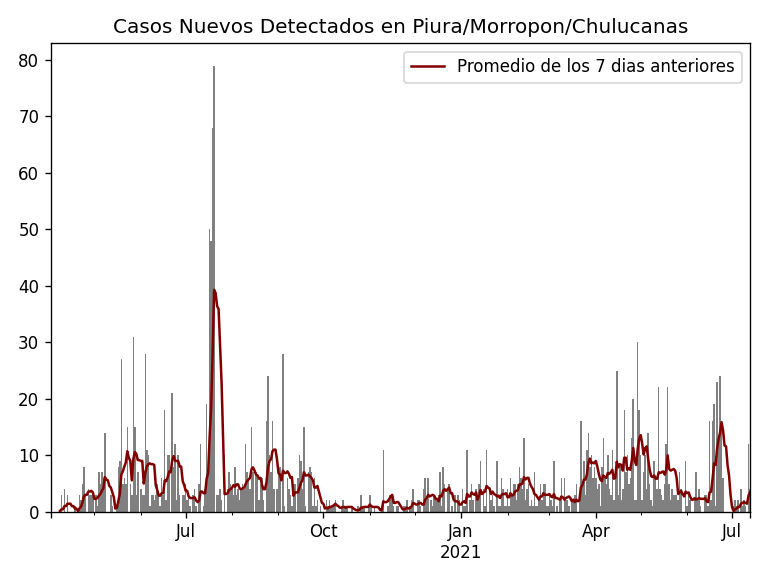 Casos Nuevos Detectados en Piura/Morropon/Chulucanas
Promedio de los 7 dias anteriores
80
70
60
50
40
30
20
10
0
Jul
Oct
Jan
2021
Apr
Jul